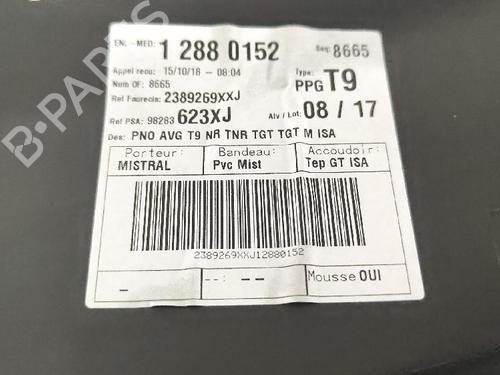 ENL-MED: 1 288 0152 Seq: 8665
Appel recu: 15/10/18 - 08:04 Type:
Num OF: 8665 PPG T9
Ref Faurecia: 2389269XXJ
Ref PSA: 98283 623XJ Alv / Lot: 08 / 17
Des: PNO AVG T9 NR TNR TGT TGT M ISA
Porteur: Bandeau: Accoudoir:
MISTRAL Pvc Mist Tep GT ISA
2389269XXJ12880152
_ --: -- Mousse OUI
B-PARTS